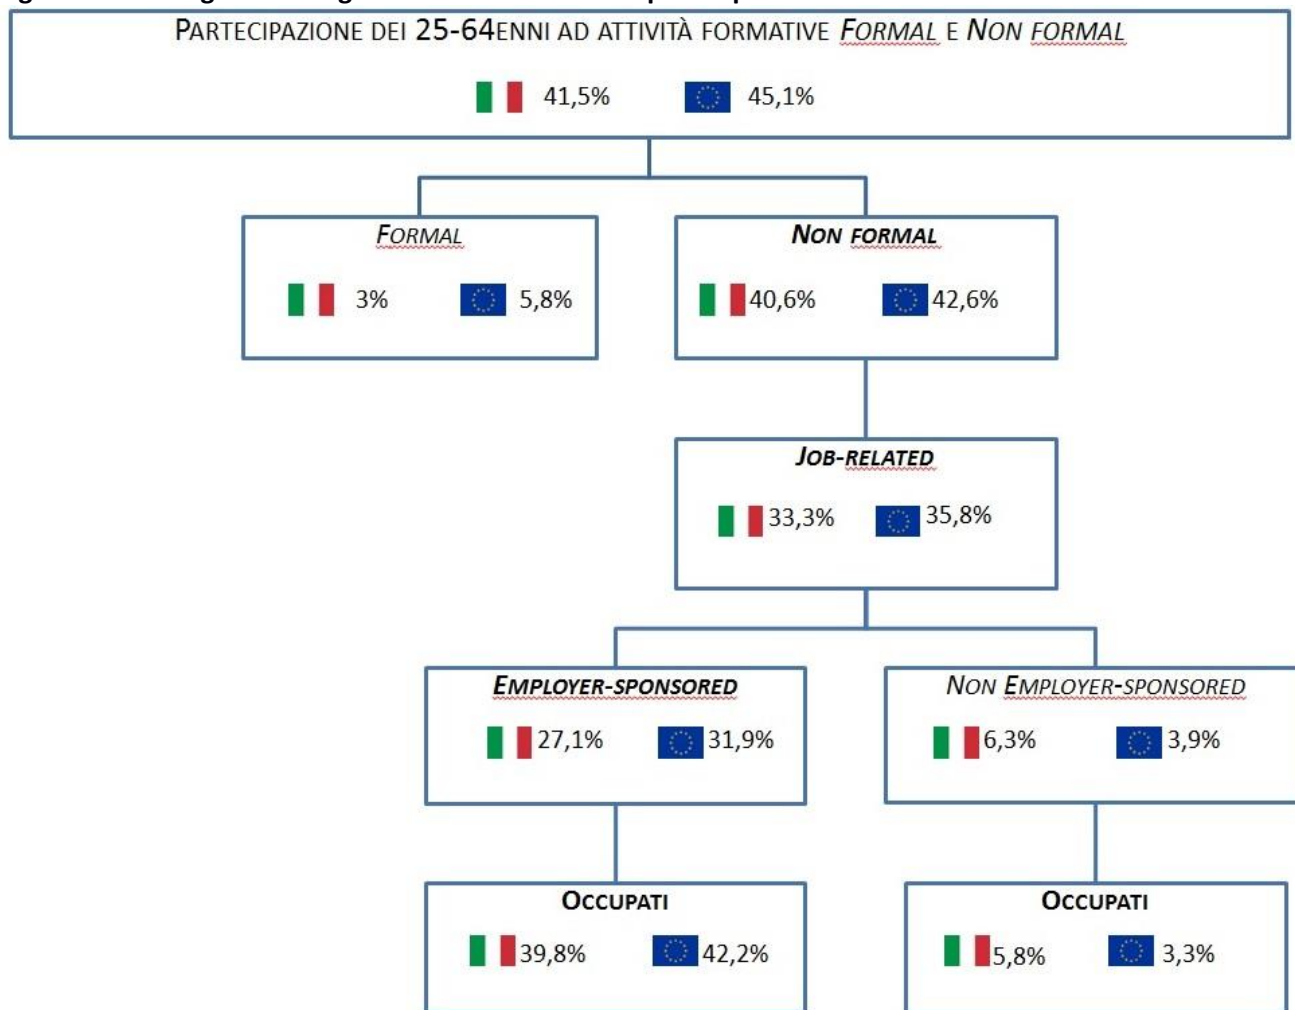 PARTECIPAZIONE DEI 25-64ENNI AD ATTIVITÀ FORMATIVE FORMAL E NON FORMAL
41,5% 45,1%
FORMAL
3% 5,8%
NON FORMAL
40,6% 42,6%
JOB-RELATED
33,3% 35,8%
EMPLOYER-SPONSORED
27,1% 31,9%
NON EMPLOYER-SPONSORED
6,3% 3,9%
OCCUPATI
39,8% 42,2%
OCCUPATI
5,8% 3,3%